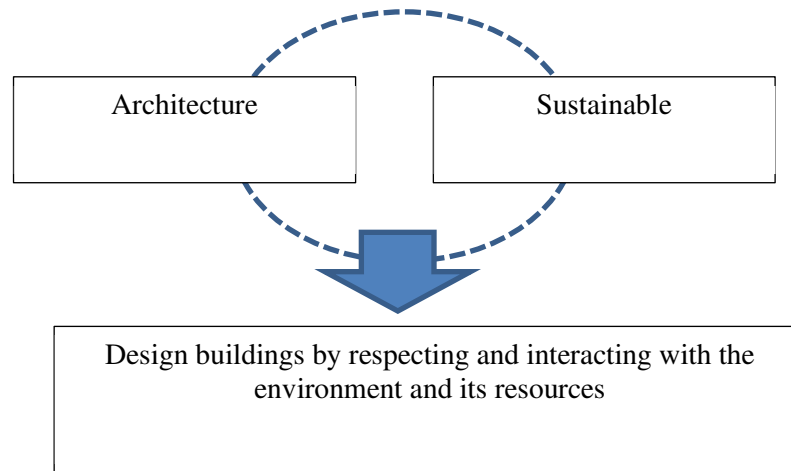 Architecture
Sustainable
Design buildings by respecting and interacting with the
environment and its resources